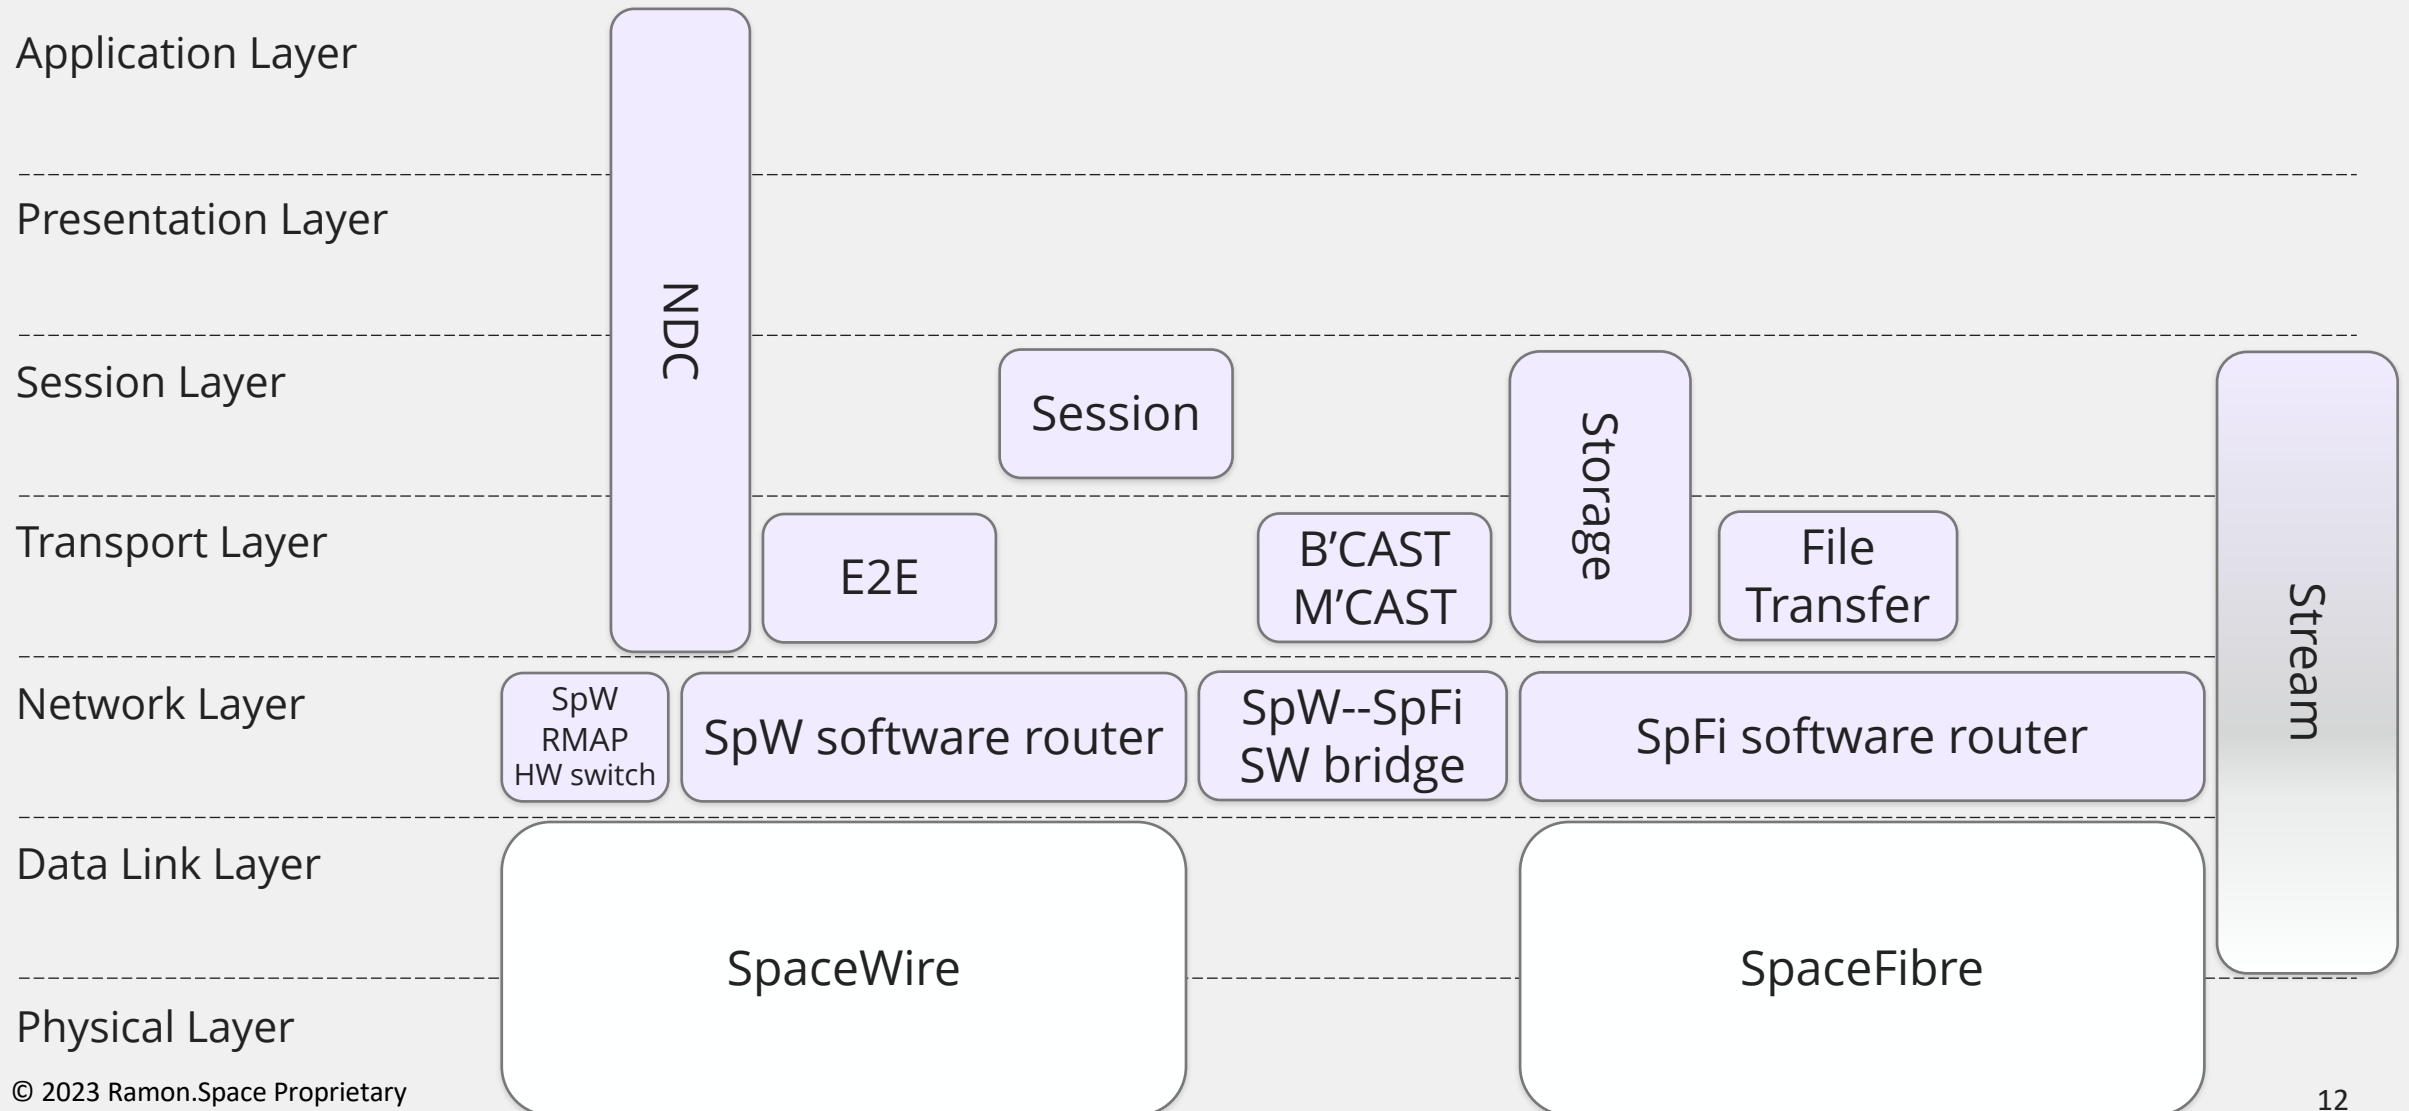 Application Layer
Presentation Layer
NDC
Session Layer
Session
Storage
Transport Layer
E2E
B’CAST
M’CAST
File
Transfer
Stream
Network Layer
SpW
RMAP
HW switch
SpW software router
SpW--SpFi
SW bridge
SpFi software router
Data Link Layer
SpaceWire
SpaceFibre
Physical Layer
© 2023 Ramon.Space Proprietary
12